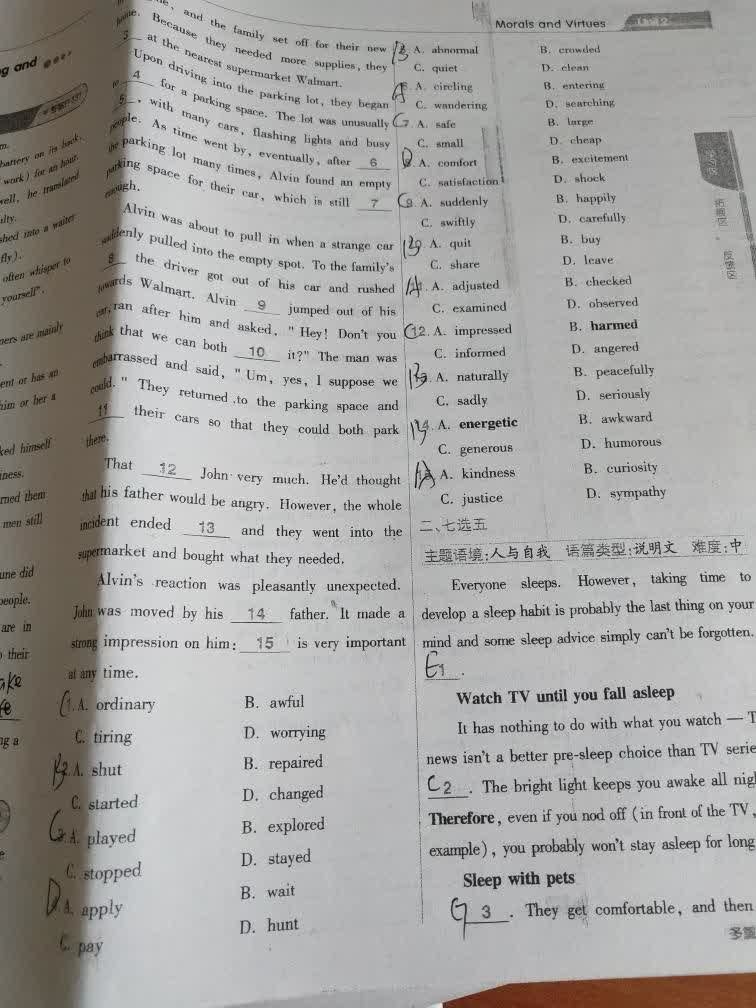 Morals and Virtues
and the family set off for their new
home. Because they needed more supplies, they
3 at the nearest supermarket Walmart.
Upon driving into the parking lot, they began
to 4 for a parking space. The lot was unusually
5, with many cars, flashing lights and busy
people. As time went by, eventually, after 6
the parking lot many times, Alvin found an empty
parking space for their car, which is still 7
enough.
Alvin was about to pull in when a strange car
suddenly pulled into the empty spot. To the family's
8 the driver got out of his car and rushed
towards Walmart. Alvin 9 jumped out of his
car, ran after him and asked, "Hey! Don't you
think that we can both 10 it?" The man was
embarrassed and said, "Um, yes, I suppose we
could." They returned to the parking space and
11 their cars so that they could both park
there.
That 12 John very much. He'd thought
that his father would be angry. However, the whole
incident ended 13 and they went into the
supermarket and bought what they needed.
Alvin's reaction was pleasantly unexpected.
John was moved by his 14 father. It made a
strong impression on him: 15 is very important
at any time.
1. A. ordinary B. awful
C. tiring D. worrying
2. A. shut B. repaired
C. started D. changed
3. A. played B. explored
C. stopped D. stayed
A. apply B. wait
C. pay D. hunt
A. abnormal B. crowded
C. quiet D. clean
A. circling B. entering
C. wandering D. searching
7. A. safe B. large
C. small D. cheap
8. A. comfort B. excitement
C. satisfaction D. shock
9. A. suddenly B. happily
C. swiftly D. carefully
A. quit B. buy
C. share D. leave
A. adjusted B. checked
C. examined D. observed
12. A. impressed B. harmed
C. informed D. angered
A. naturally B. peacefully
C. sadly D. seriously
14. A. energetic B. awkward
C. generous D. humorous
A. kindness B. curiosity
C. justice D. sympathy
二、七选五
主题语境:人与自我 语篇类型:说明文 难度:中
Everyone sleeps. However, taking time to
develop a sleep habit is probably the last thing on your
mind and some sleep advice simply can't be forgotten.
E 1 .
Watch TV until you fall asleep
It has nothing to do with what you watch — T
news isn't a better pre-sleep choice than TV serie
C 2 . The bright light keeps you awake all nig
Therefore, even if you nod off (in front of the TV,
example), you probably won't stay asleep for long
Sleep with pets
G 3 . They get comfortable, and then
g and
battery on its back.
work) for an hour.
well, he translated
shed into a waiter
fly).
often whisper to
yourself".
ners are mainly
ent or has an
him or her a
ked himself
iness.
rned them
men still
une did
people.
are in
their
ng a